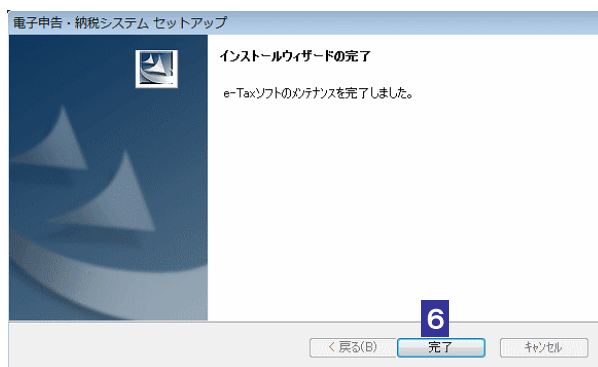 電子申告・納税システム セットアップ
インストールウィザードの完了
e-Taxソフトのメンテナンスを完了しました。
6
< 戻る(B)
完了
キャンセル